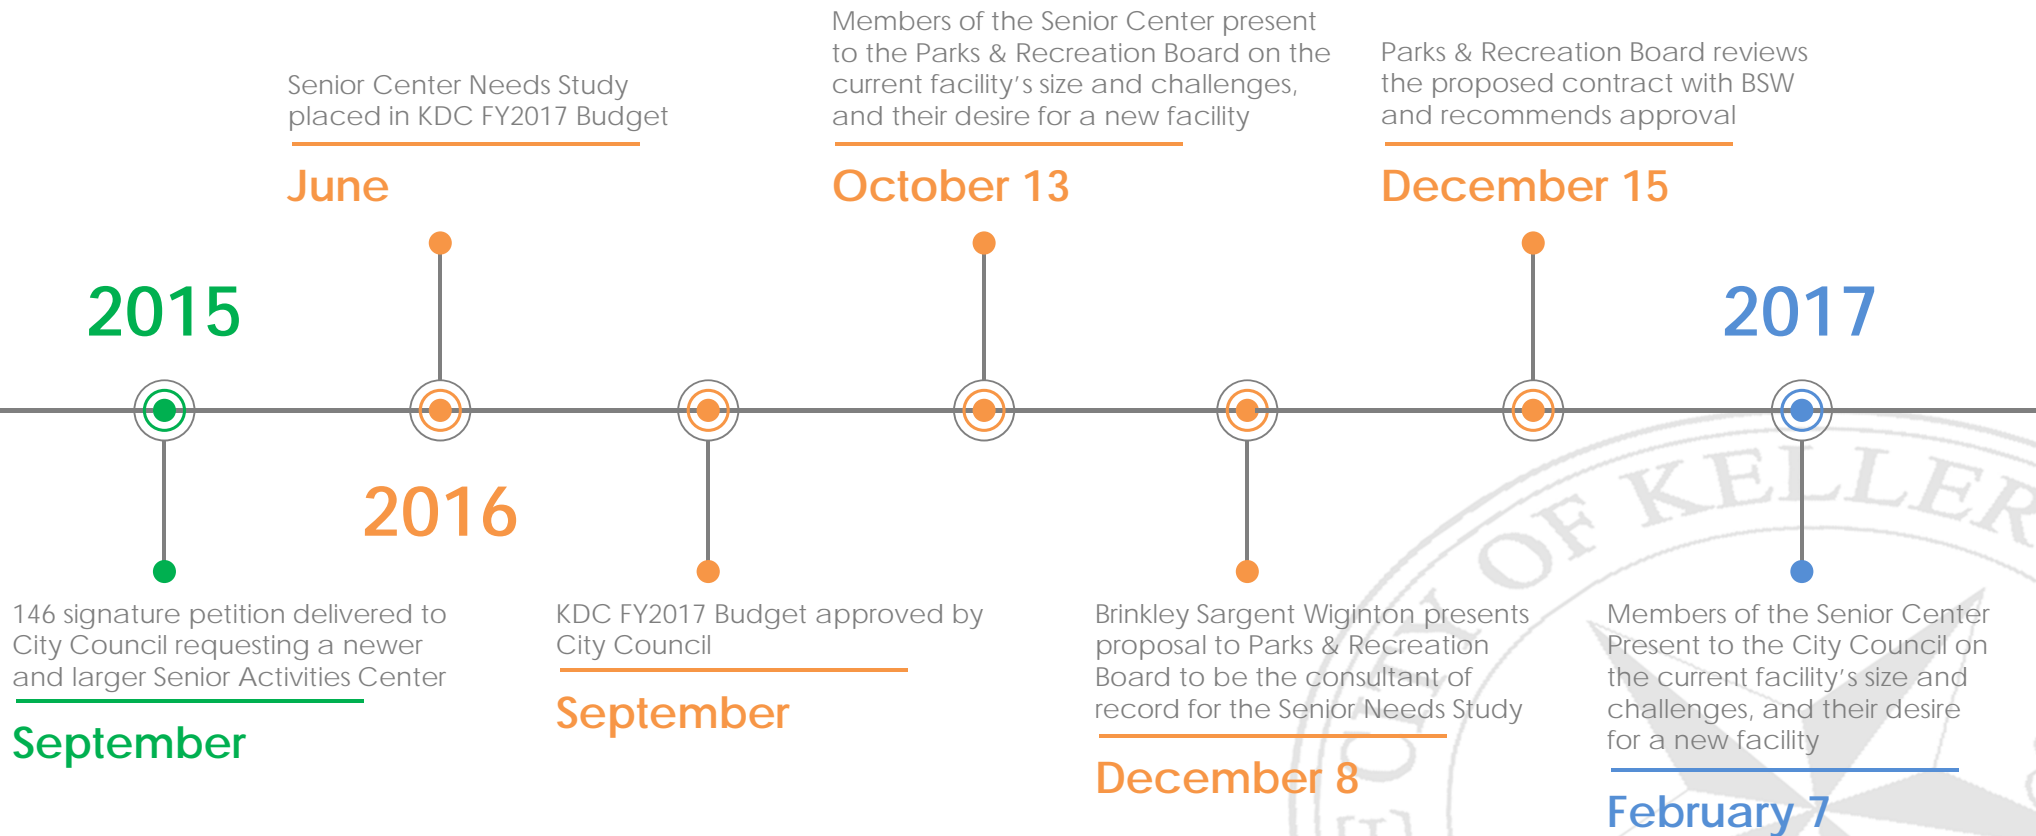 2015
146 signature petition delivered to
City Council requesting a newer
and larger Senior Activities Center
September
Senior Center Needs Study
placed in KDC FY2017 Budget
June
2016
KDC FY2017 Budget approved by
City Council
September
Members of the Senior Center present
to the Parks & Recreation Board on the
current facility's size and challenges,
and their desire for a new facility
October 13
Brinkley Sargent Wiginton presents
proposal to Parks & Recreation
Board to be the consultant of
record for the Senior Needs Study
December 8
Parks & Recreation Board reviews
the proposed contract with BSW
and recommends approval
December 15
2017
Members of the Senior Center
Present to the City Council on
the current facility's size and
challenges, and their desire
for a new facility
February 7
CITY OF KELLER